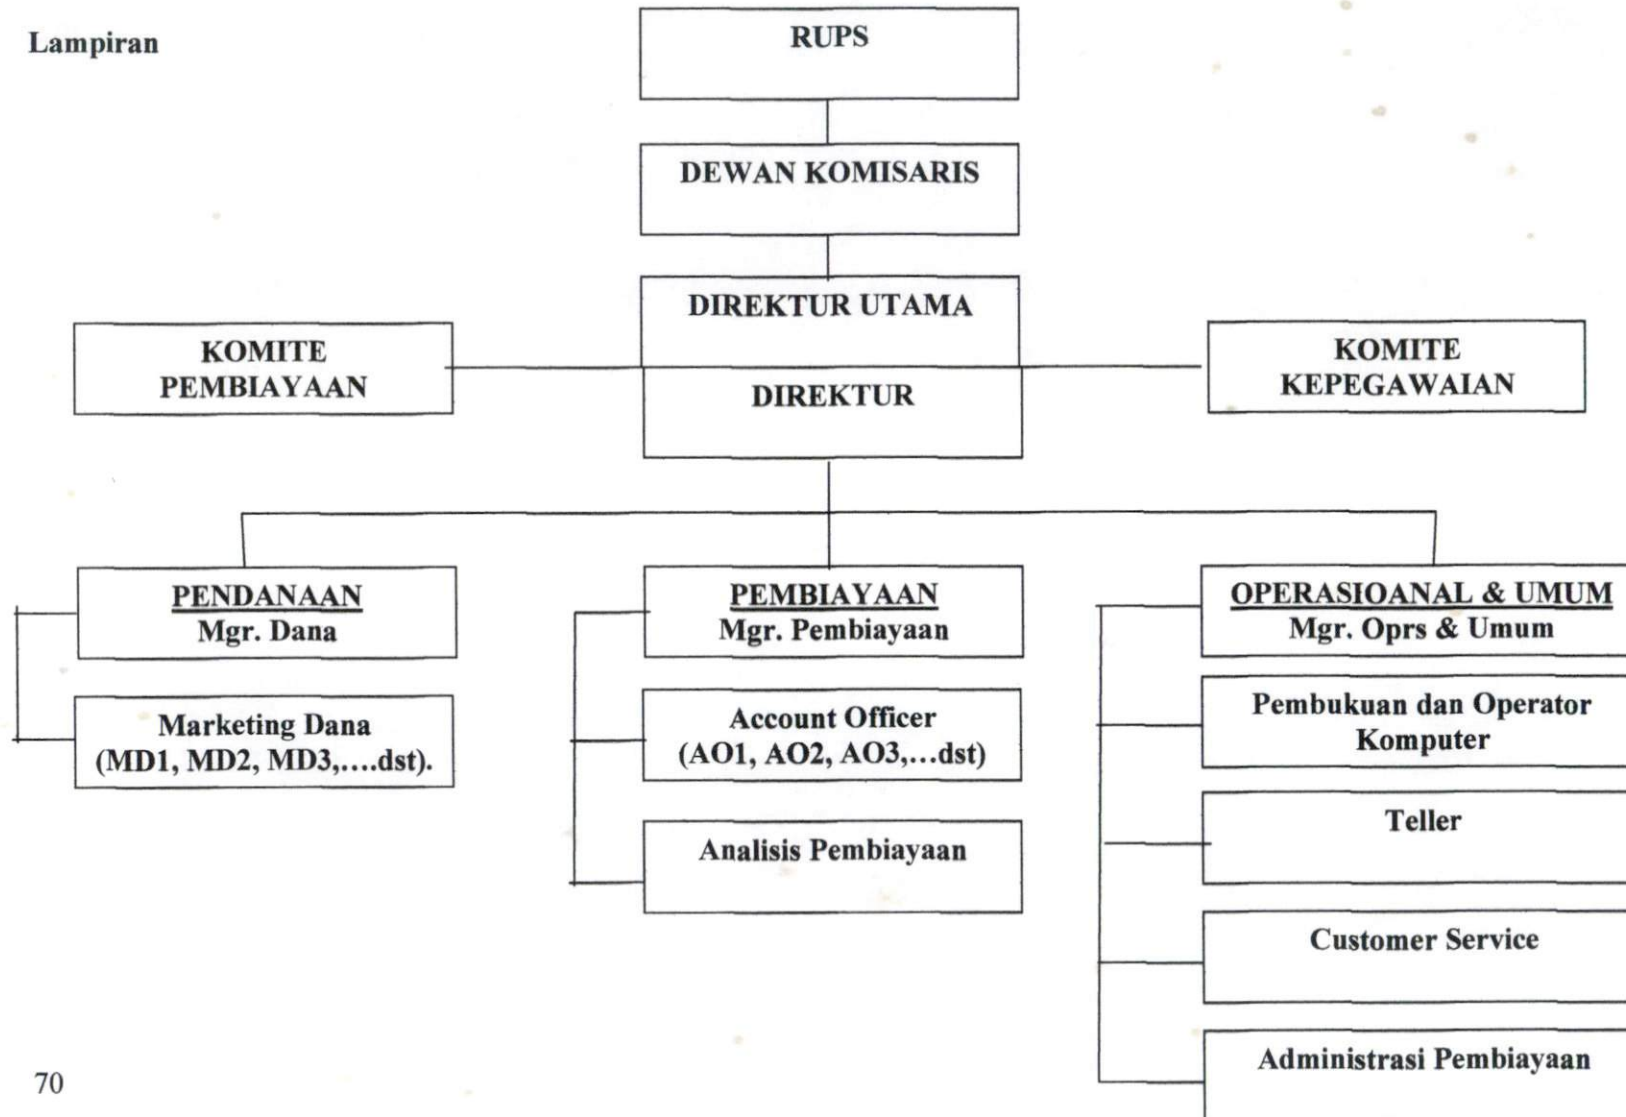 Lampiran
RUPS
DEWAN KOMISARIS
DIREKTUR UTAMA
KOMITE
PEMBIAYAAN
DIREKTUR
KOMITE
KEPEGAWAIAN
PENDANAAN
Mgr. Dana
Marketing Dana
(MD1, MD2, MD3,....dst).
PEMBIAYAAN
Mgr. Pembiayaan
Account Officer
(AO1, AO2, AO3,...dst)
Analisis Pembiayaan
OPERASIOANAL & UMUM
Mgr. Oprs & Umum
Pembukuan dan Operator
Komputer
Teller
Customer Service
Administrasi Pembiayaan
70